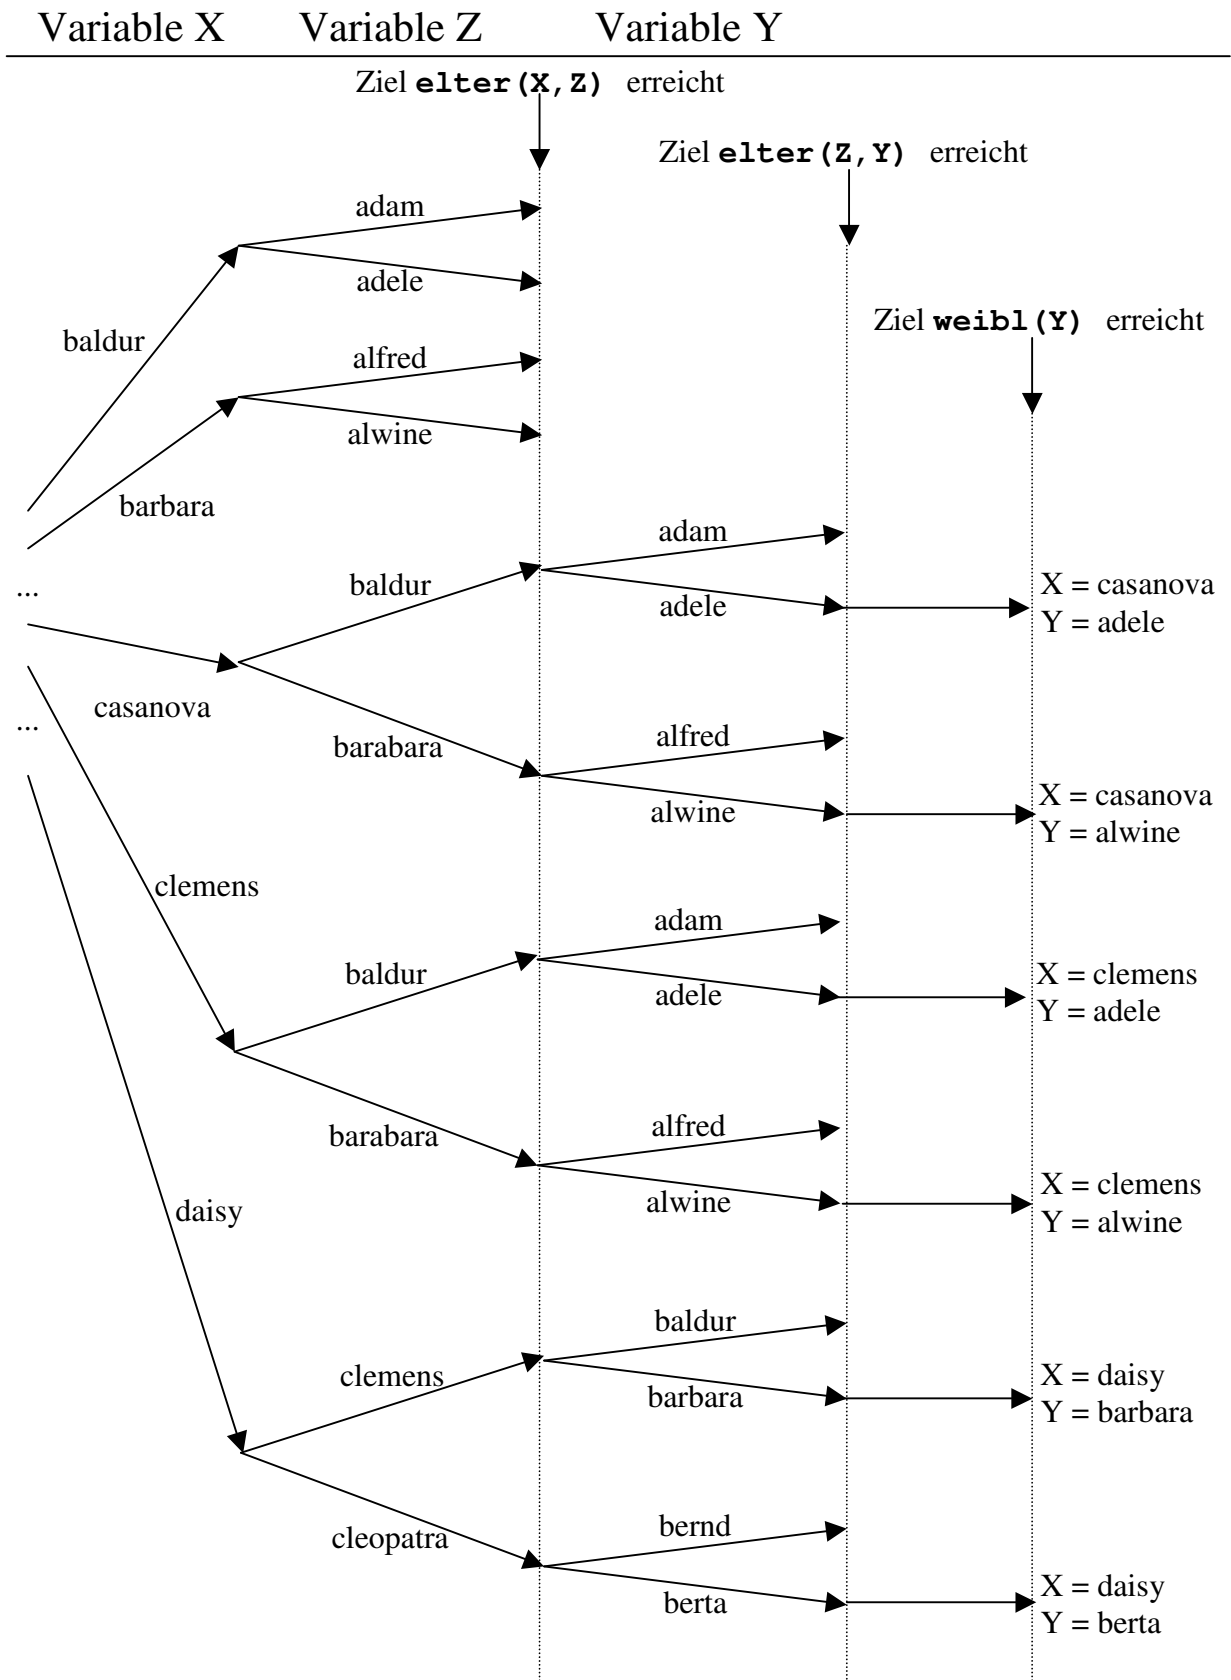 Variable X Variable Z Variable Y
Ziel elter(X,Z) erreicht
Ziel elter(Z,Y) erreicht
adam
adele
Ziel weibl(Y) erreicht
baldur
alfred
alwine
barbara
adam
...
baldur
adele
X = casanova
Y = adele
casanova
...
barabara
alfred
alwine
X = casanova
Y = alwine
clemens
adam
baldur
adele
X = clemens
Y = adele
barabara
alfred
alwine
X = clemens
Y = alwine
daisy
baldur
clemens
barbara
X = daisy
Y = barbara
cleopatra
bernd
berta
X = daisy
Y = berta